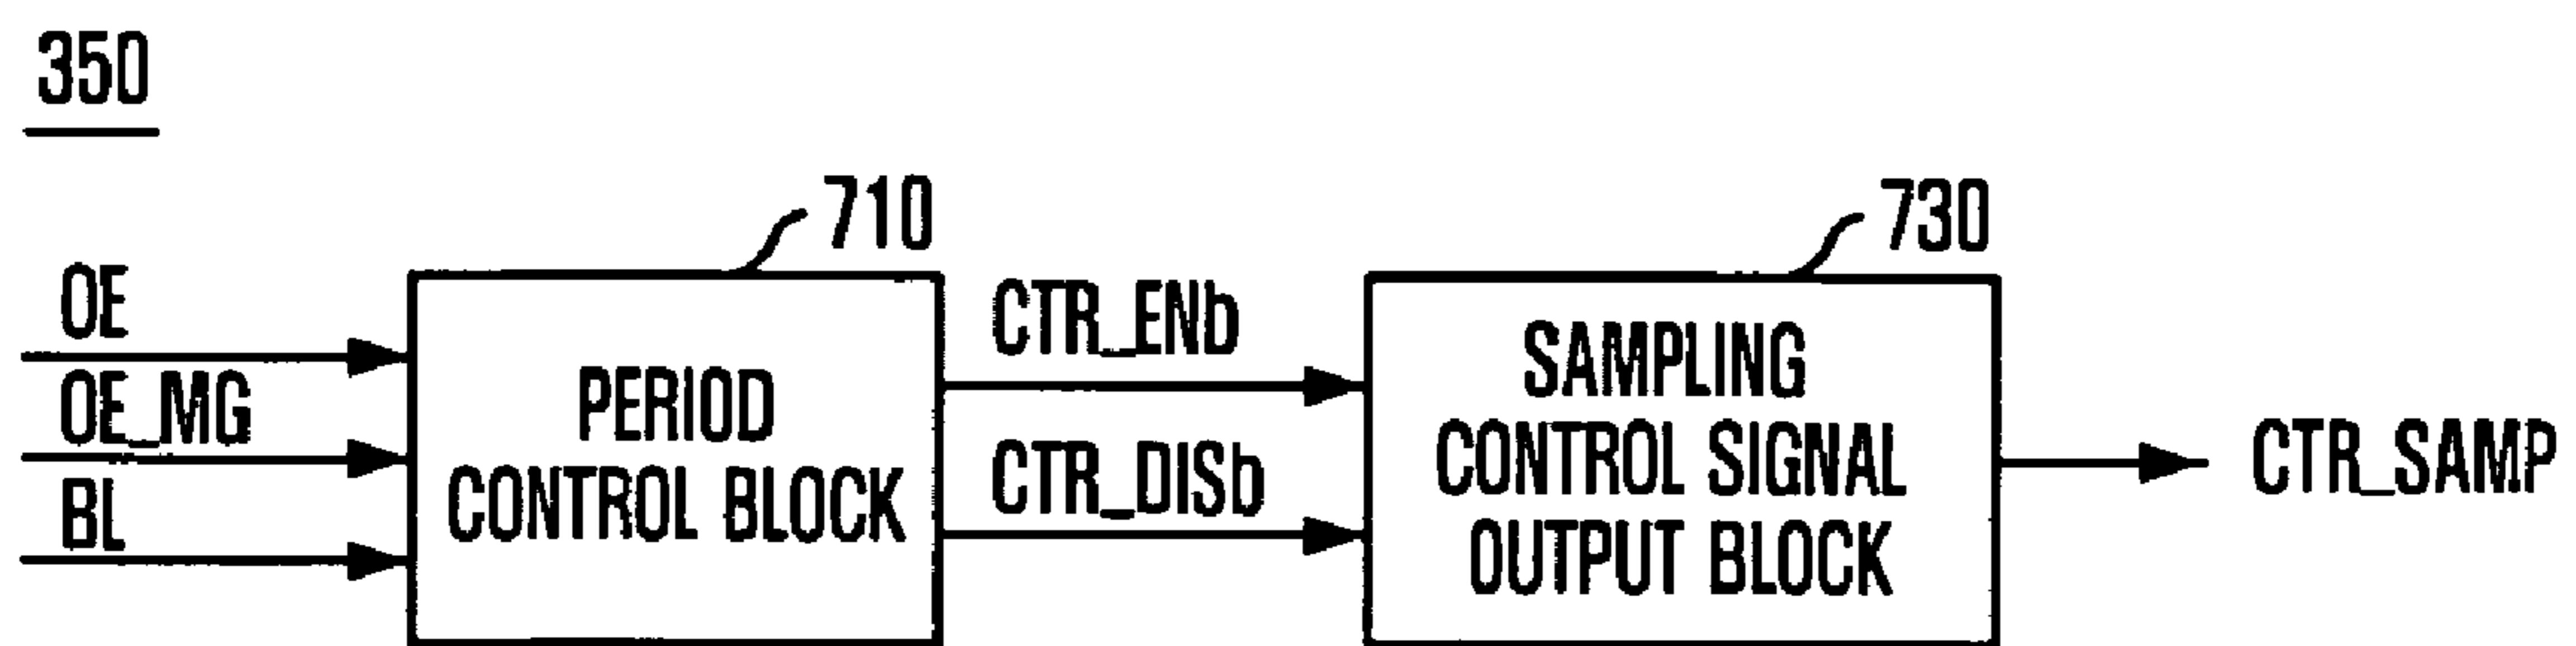 350
710
730
OE
OE_MG
BL
PERIOD
CONTROL BLOCK
CTR_ENb
CTR_DISb
SAMPLING
CONTROL SIGNAL
OUTPUT BLOCK
CTR_SAMP